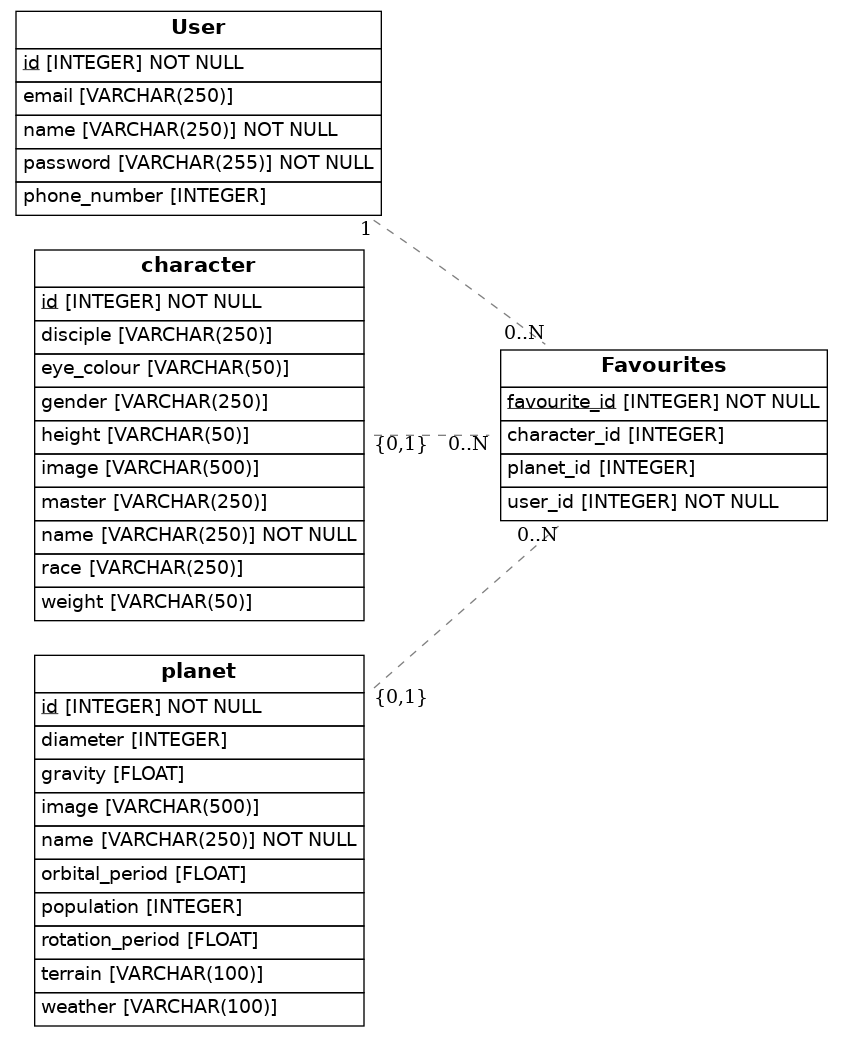 User
id [INTEGER] NOT NULL
email [VARCHAR(250)]
name [VARCHAR(250)] NOT NULL
password [VARCHAR(255)] NOT NULL
phone_number [INTEGER]
1
character
id [INTEGER] NOT NULL
disciple [VARCHAR(250)]
eye_colour [VARCHAR(50)]
gender [VARCHAR(250)]
height [VARCHAR(50)]
image [VARCHAR(500)]
master [VARCHAR(250)]
name [VARCHAR(250)] NOT NULL
race [VARCHAR(250)]
weight [VARCHAR(50)]
{0,1}
0..N
0..N
Favourites
favourite_id [INTEGER] NOT NULL
character_id [INTEGER]
planet_id [INTEGER]
user_id [INTEGER] NOT NULL
0..N
planet
id [INTEGER] NOT NULL
diameter [INTEGER]
gravity [FLOAT]
image [VARCHAR(500)]
name [VARCHAR(250)] NOT NULL
orbital_period [FLOAT]
population [INTEGER]
rotation_period [FLOAT]
terrain [VARCHAR(100)]
weather [VARCHAR(100)]
{0,1}